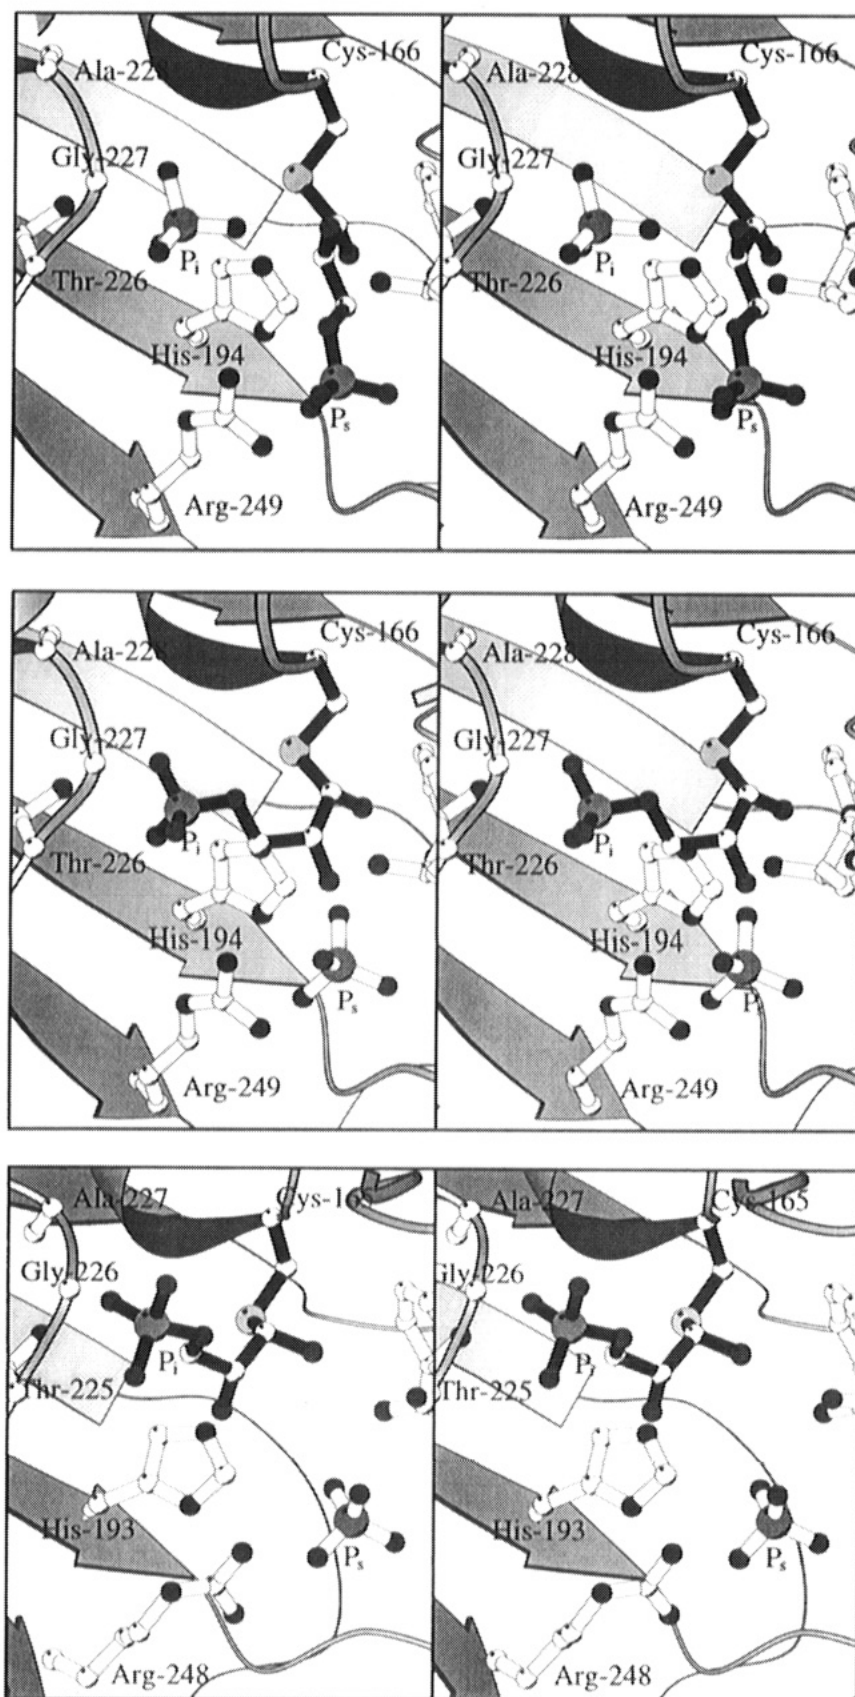 Cys-166 Cys-166
Ala-228 Ala-228
Gly-227 Gly-227
Pi Pi
Thr-226 Thr-226
His-194 His-194
Ps Ps
Arg-249 Arg-249
Cys-166 Cys-166
Ala-228 Ala-228
Gly-227 Gly-227
Pi Pi
Thr-226 Thr-226
His-194 His-194
Ps
Arg-249 Arg-249
Ala-227 Cys-165 Ala-227 Cys-165
Gly-226 Gly-226
Pi Pi
Thr-225 Thr-225
His-193 His-193
Ps Ps
Arg-248 Arg-248